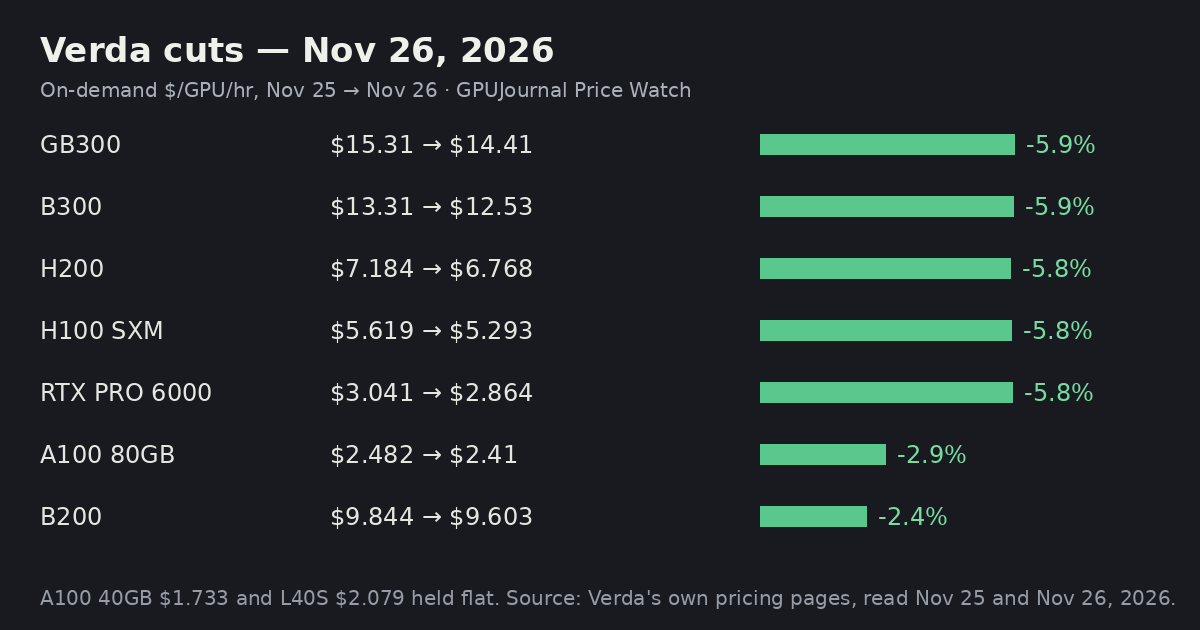 Verda cuts — Nov 26, 2026
On-demand $/GPU/hr, Nov 25 → Nov 26 · GPUJournal Price Watch
GB300 $15.31 → $14.41 -5.9%
B300 $13.31 → $12.53 -5.9%
H200 $7.184 → $6.768 -5.8%
H100 SXM $5.619 → $5.293 -5.8%
RTX PRO 6000 $3.041 → $2.864 -5.8%
A100 80GB $2.482 → $2.41 -2.9%
B200 $9.844 → $9.603 -2.4%
A100 40GB $1.733 and L40S $2.079 held flat. Source: Verda's own pricing pages, read Nov 25 and Nov 26, 2026.